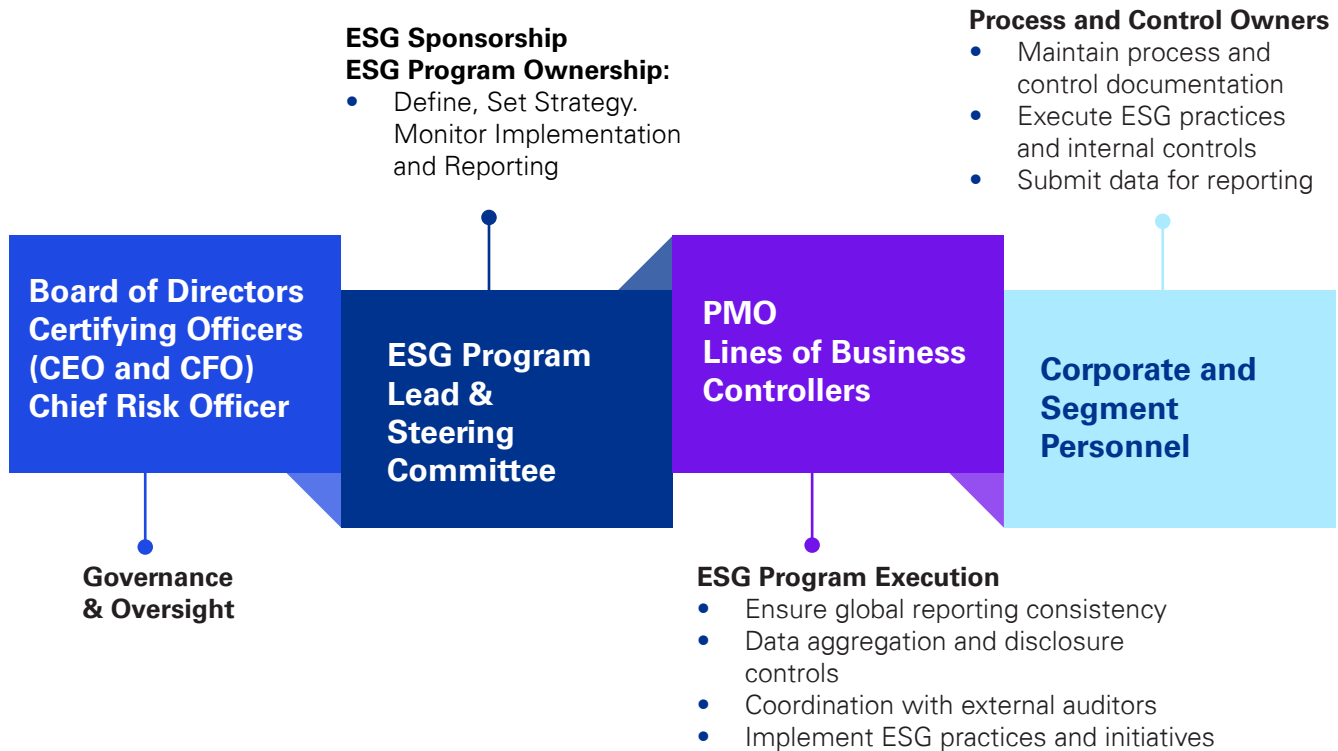 ESG Sponsorship
ESG Program Ownership:
• Define, Set Strategy.
Monitor Implementation
and Reporting
Process and Control Owners
• Maintain process and
control documentation
• Execute ESG practices
and internal controls
• Submit data for reporting
Board of Directors
Certifying Officers
(CEO and CFO)
Chief Risk Officer
ESG Program
Lead &
Steering
Committee
PMO
Lines of Business
Controllers
Corporate and
Segment
Personnel
Governance
& Oversight
ESG Program Execution
• Ensure global reporting consistency
• Data aggregation and disclosure
controls
• Coordination with external auditors
• Implement ESG practices and initiatives